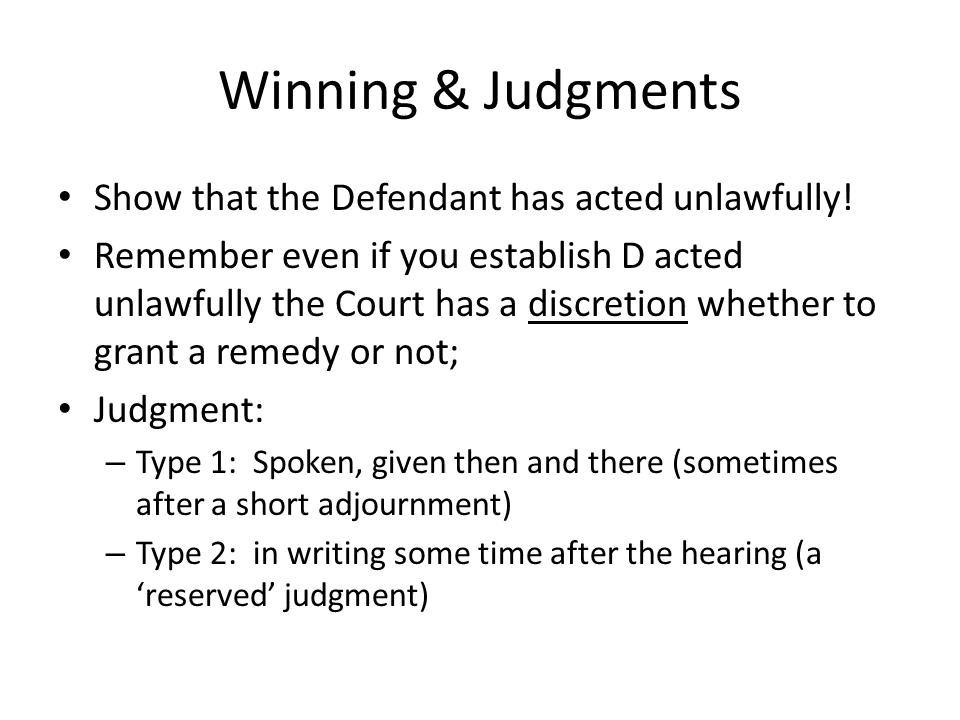 Winning & Judgments
• Show that the Defendant has acted unlawfully!
• Remember even if you establish D acted
unlawfully the Court has a discretion whether to
grant a remedy or not;
• Judgment:
– Type 1:  Spoken, given then and there (sometimes
after a short adjournment)
– Type 2:  in writing some time after the hearing (a
‘reserved’ judgment)